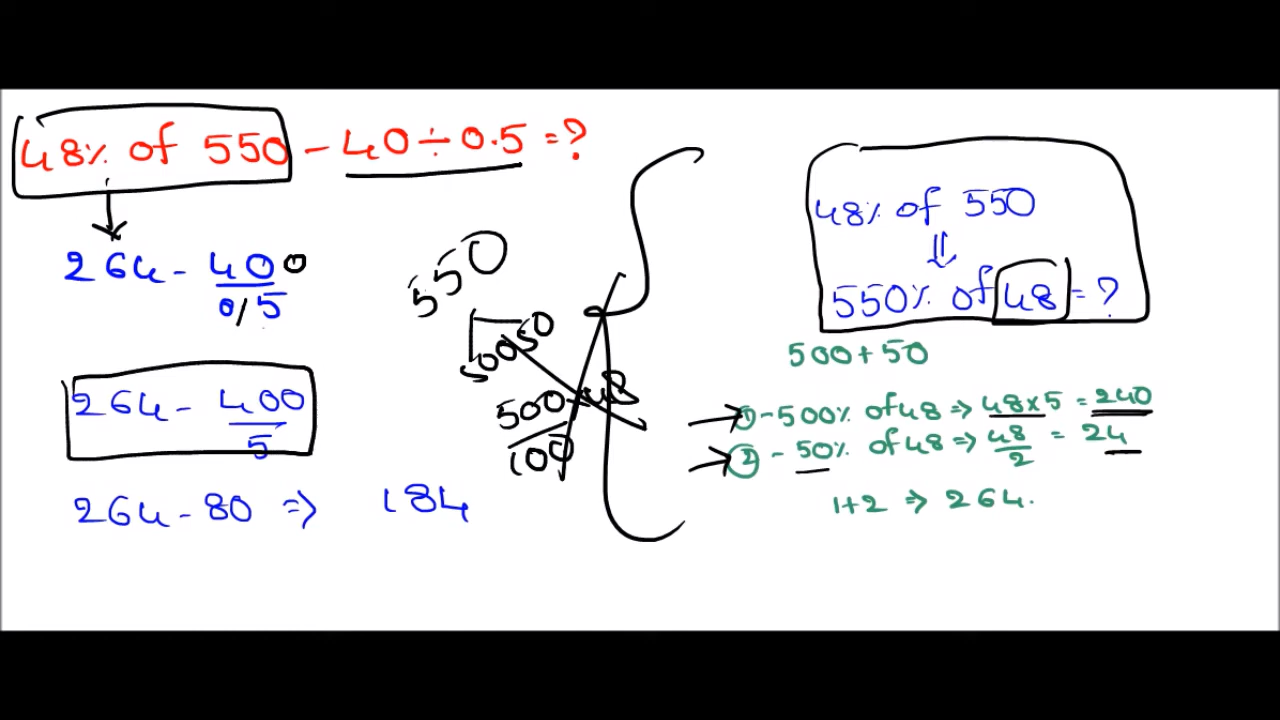 48% of 550 - 40 ÷ 0.5 = ?
264 - 400
0/5
264 - 400
5
264 - 80 ⇒ 184
550
500 50
500 × 48
100
48% of 550
⇓
550% of 48 = ?
500 + 50
① - 500% of 48 ⇒ 48 x 5 = 240
② - 50% of 48 ⇒ 48 = 24
2
1+2 ⇒ 264.